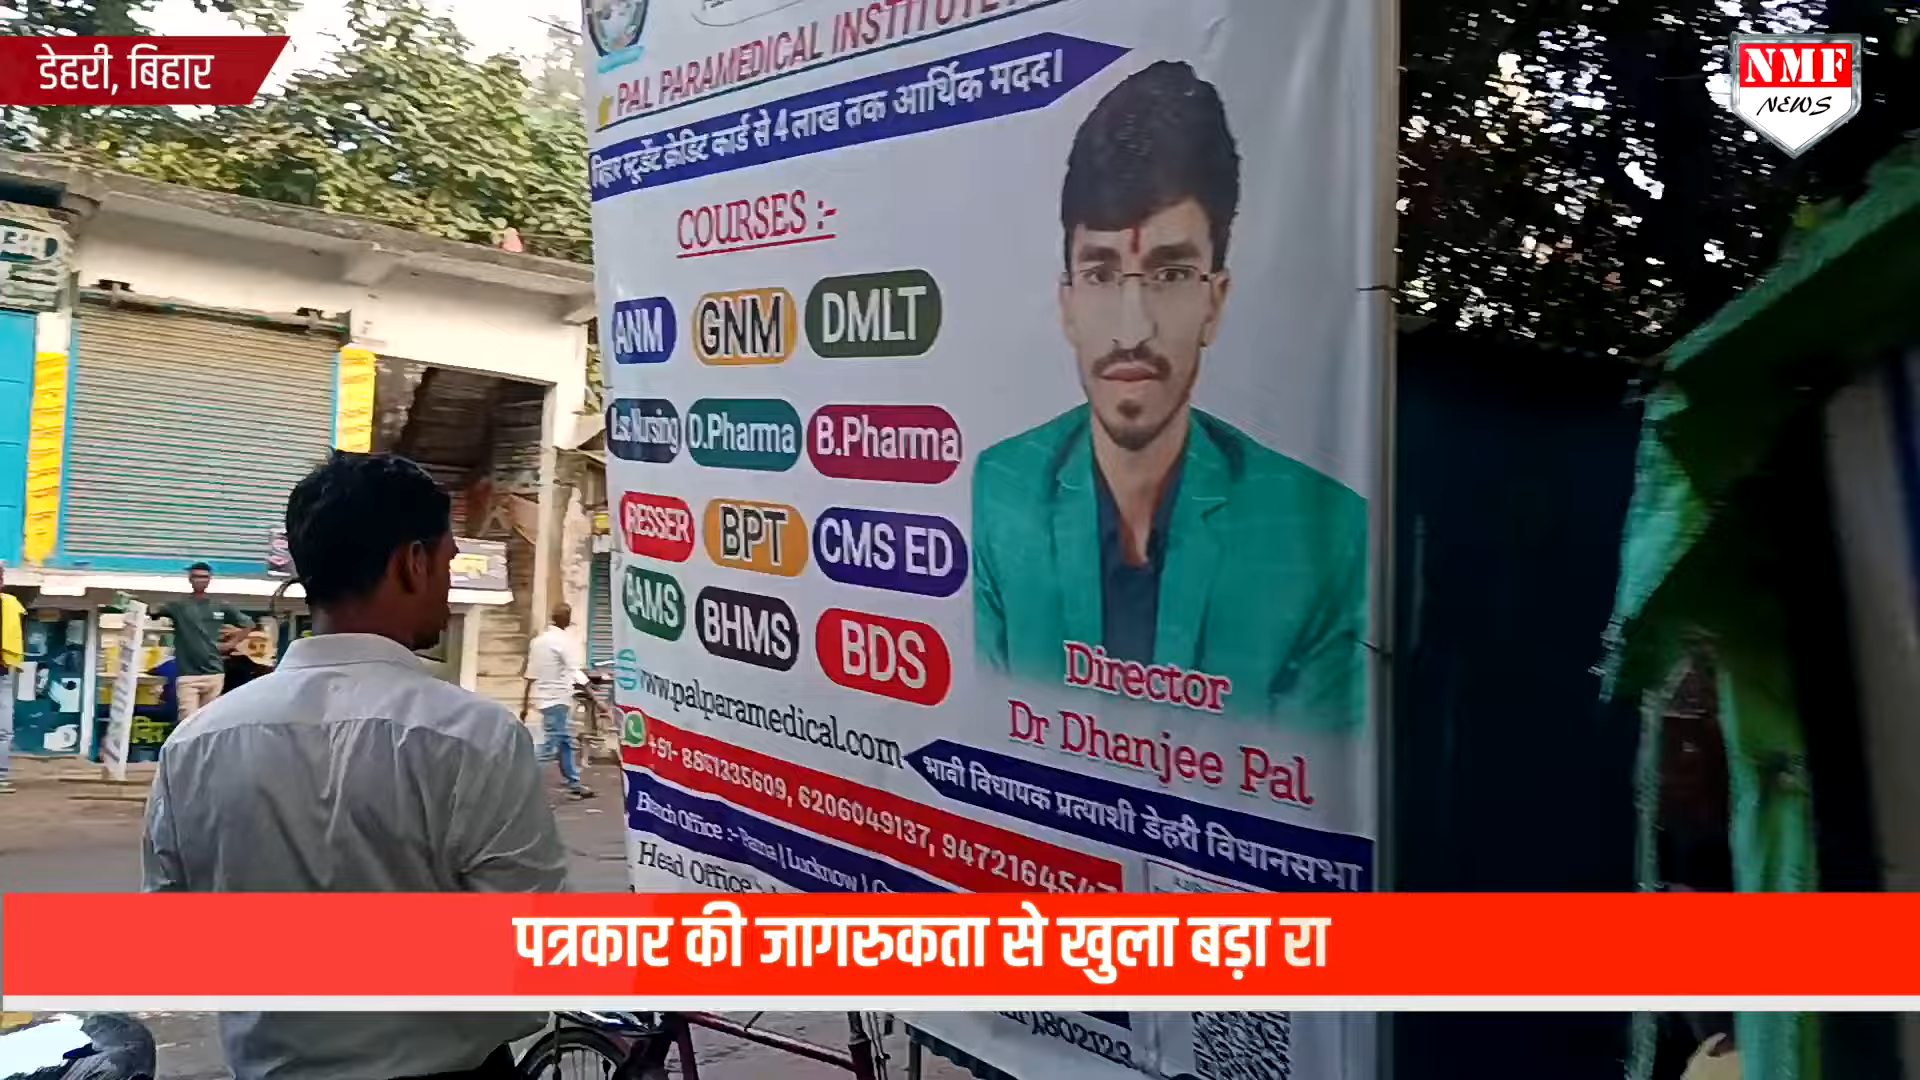 डेहरी, बिहार
NMF
NEWS
PAL PARAMEDICAL INSTITUTE
बिहार स्टूडेंट क्रेडिट कार्ड से 4 लाख तक आर्थिक मदद।
COURSES :-
ANM GNM DMLT
D.Pharma B.Pharma
RESSER BPT CMS ED
BAMS BHMS BDS
www.palparamedical.com
Director
Dr Dhanjee Pal
भावी विधायक प्रत्याशी डेहरी विधानसभा
6206049137,
Branch Office :- Patna | Lucknow |
Head Office
पत्रकार की जागरुकता से खुला बड़ा रा